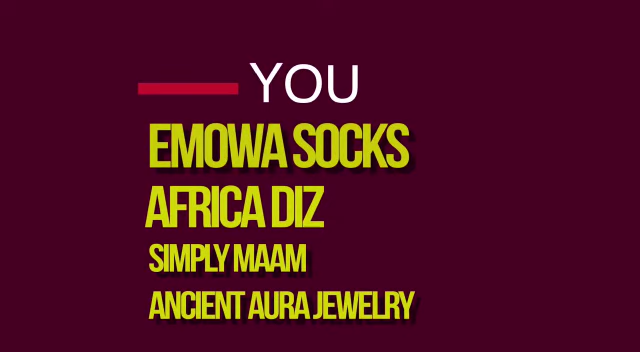 YOU
EMOWA SOCKS
AFRICA DIZ
SIMPLY MAAM
ANCIENT AURA JEWELRY